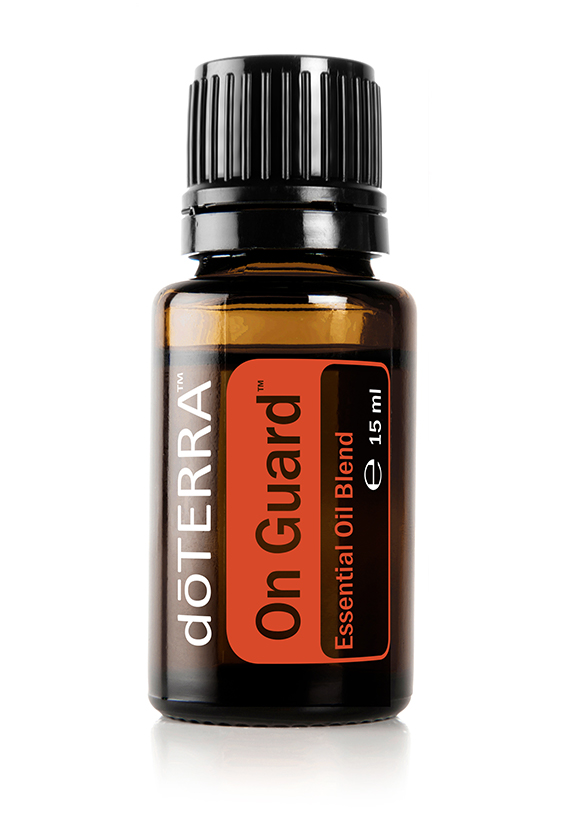 dōTERRA™
On Guard™
Essential Oil Blend
℮ 15 ml